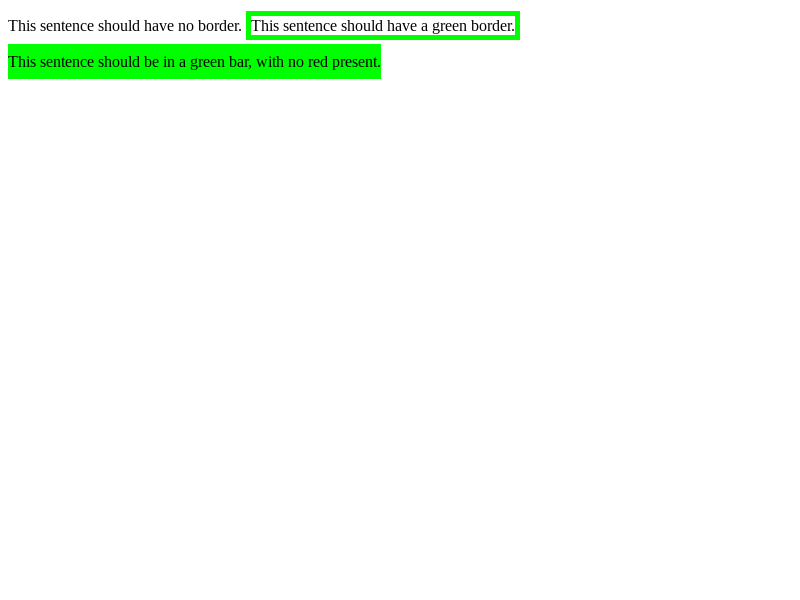 This sentence should have no border. This sentence should have a green border.
This sentence should be in a green bar, with no red present.